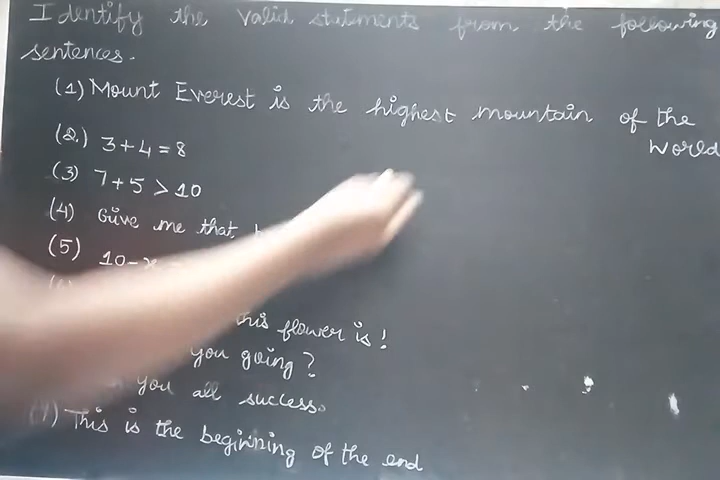 Identify the valid statements from the following
sentences.
(1) Mount Everest is the highest mountain of the
world
(2.) 3 + 4 = 8
(3) 7 + 5 > 10
(4) Give me that
(5) 10 - x
this flower is!
you going?
you all success.
This is the beginning of the end